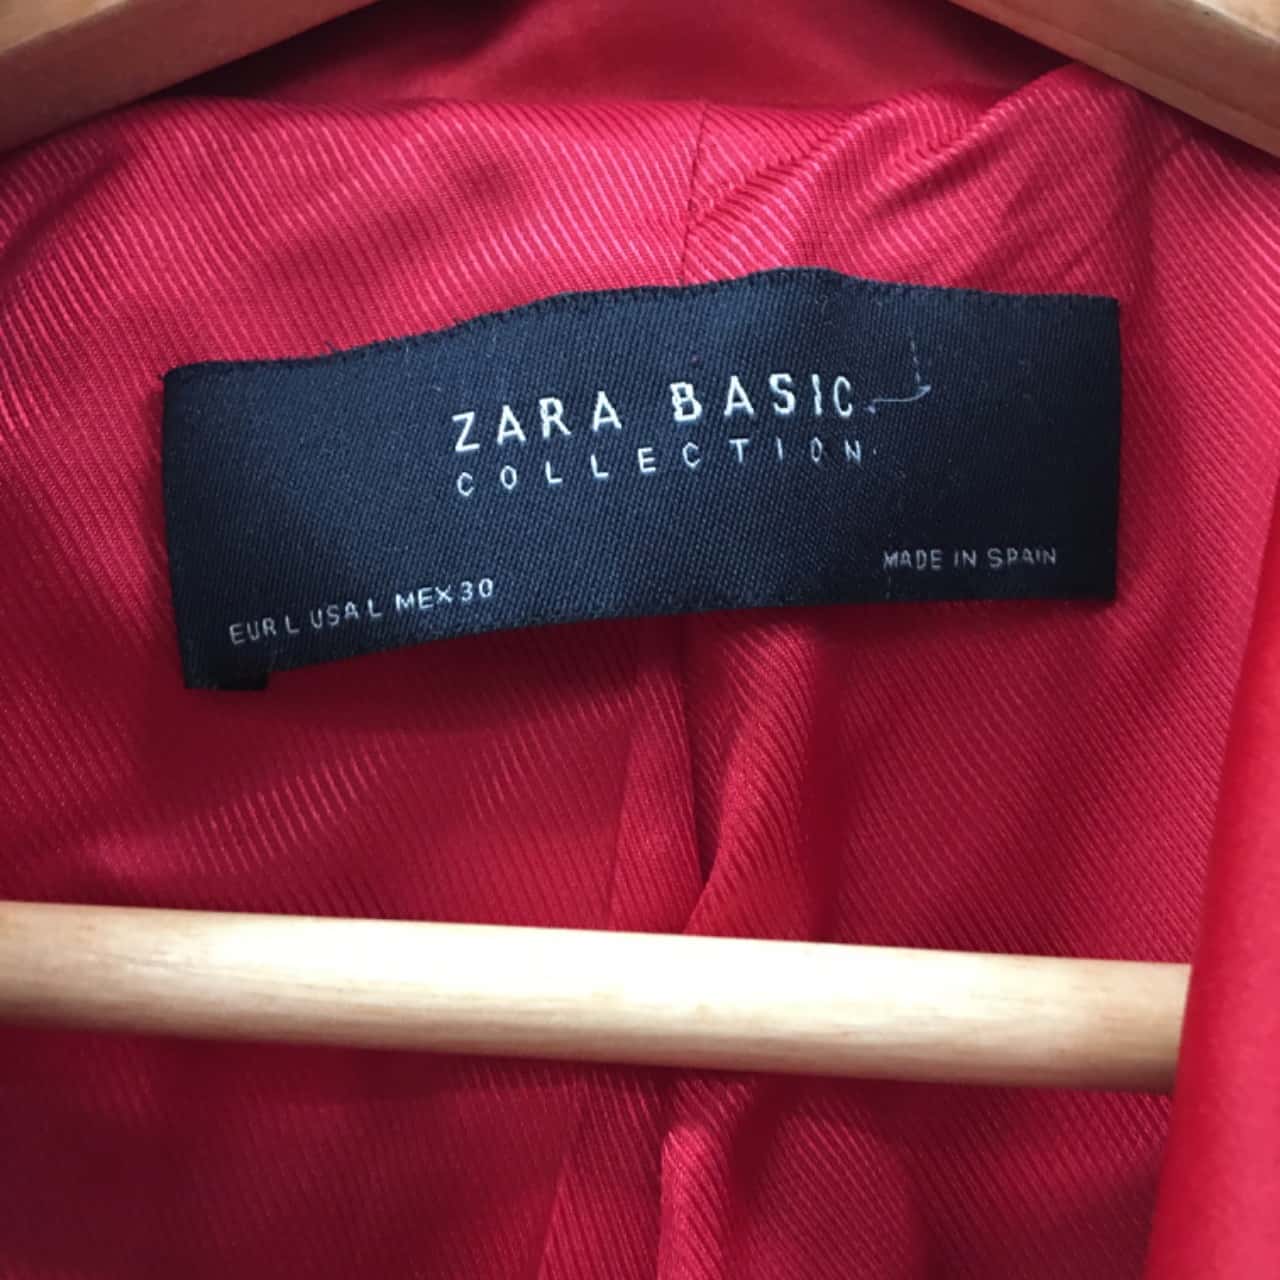 ZARA BASIC
COLLECTION
MADE IN SPAIN
EUR L USA L MEX 30